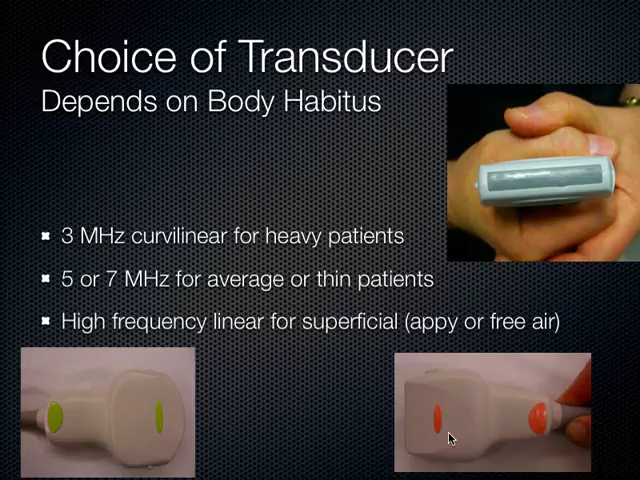 Choice of Transducer
Depends on Body Habitus
3 MHz curvilinear for heavy patients
5 or 7 MHz for average or thin patients
High frequency linear for superficial (appy or free air)